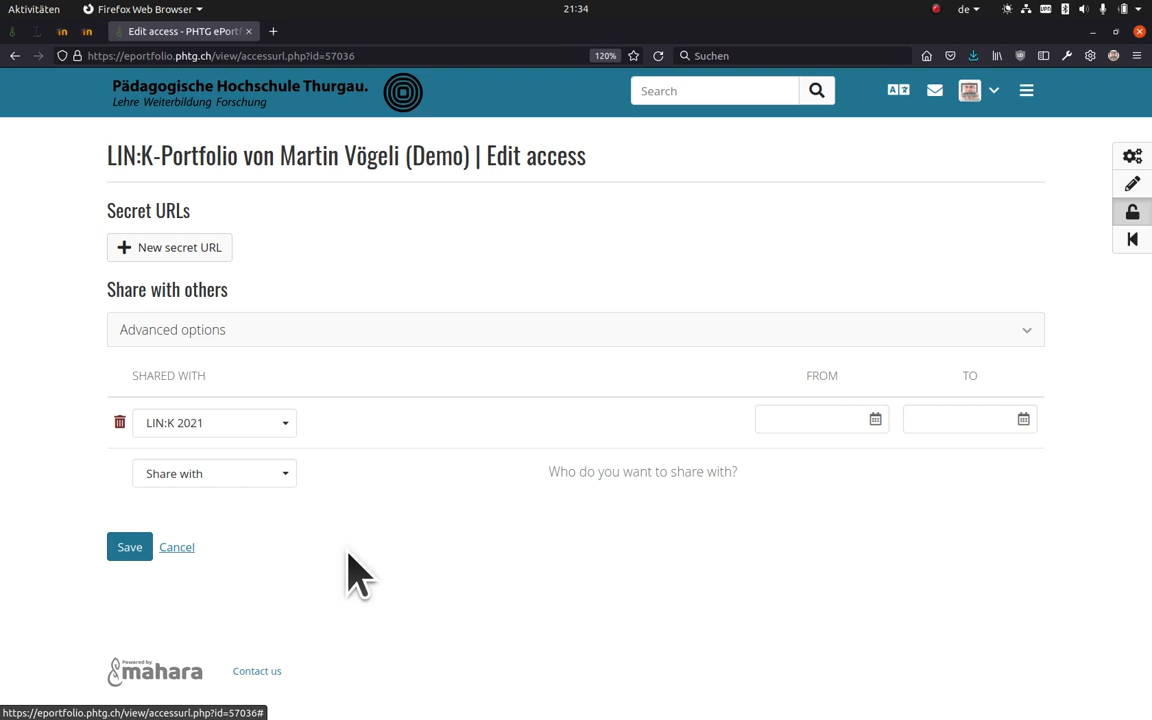 Aktivitäten
Firefox Web Browser
21:34
de
Edit access - PHTG ePortf
https://eportfolio.phtg.ch/view/accessurl.php?id=57036
120%
Suchen
Pädagogische Hochschule Thurgau.
Lehre Weiterbildung Forschung
Search
LIN:K-Portfolio von Martin Vögeli (Demo) | Edit access
Secret URLs
New secret URL
Share with others
Advanced options
SHARED WITH
FROM
TO
LIN:K 2021
Share with
Who do you want to share with?
Save
Cancel
Powered by
mahara
Contact us
https://eportfolio.phtg.ch/view/accessurl.php?id=57036#